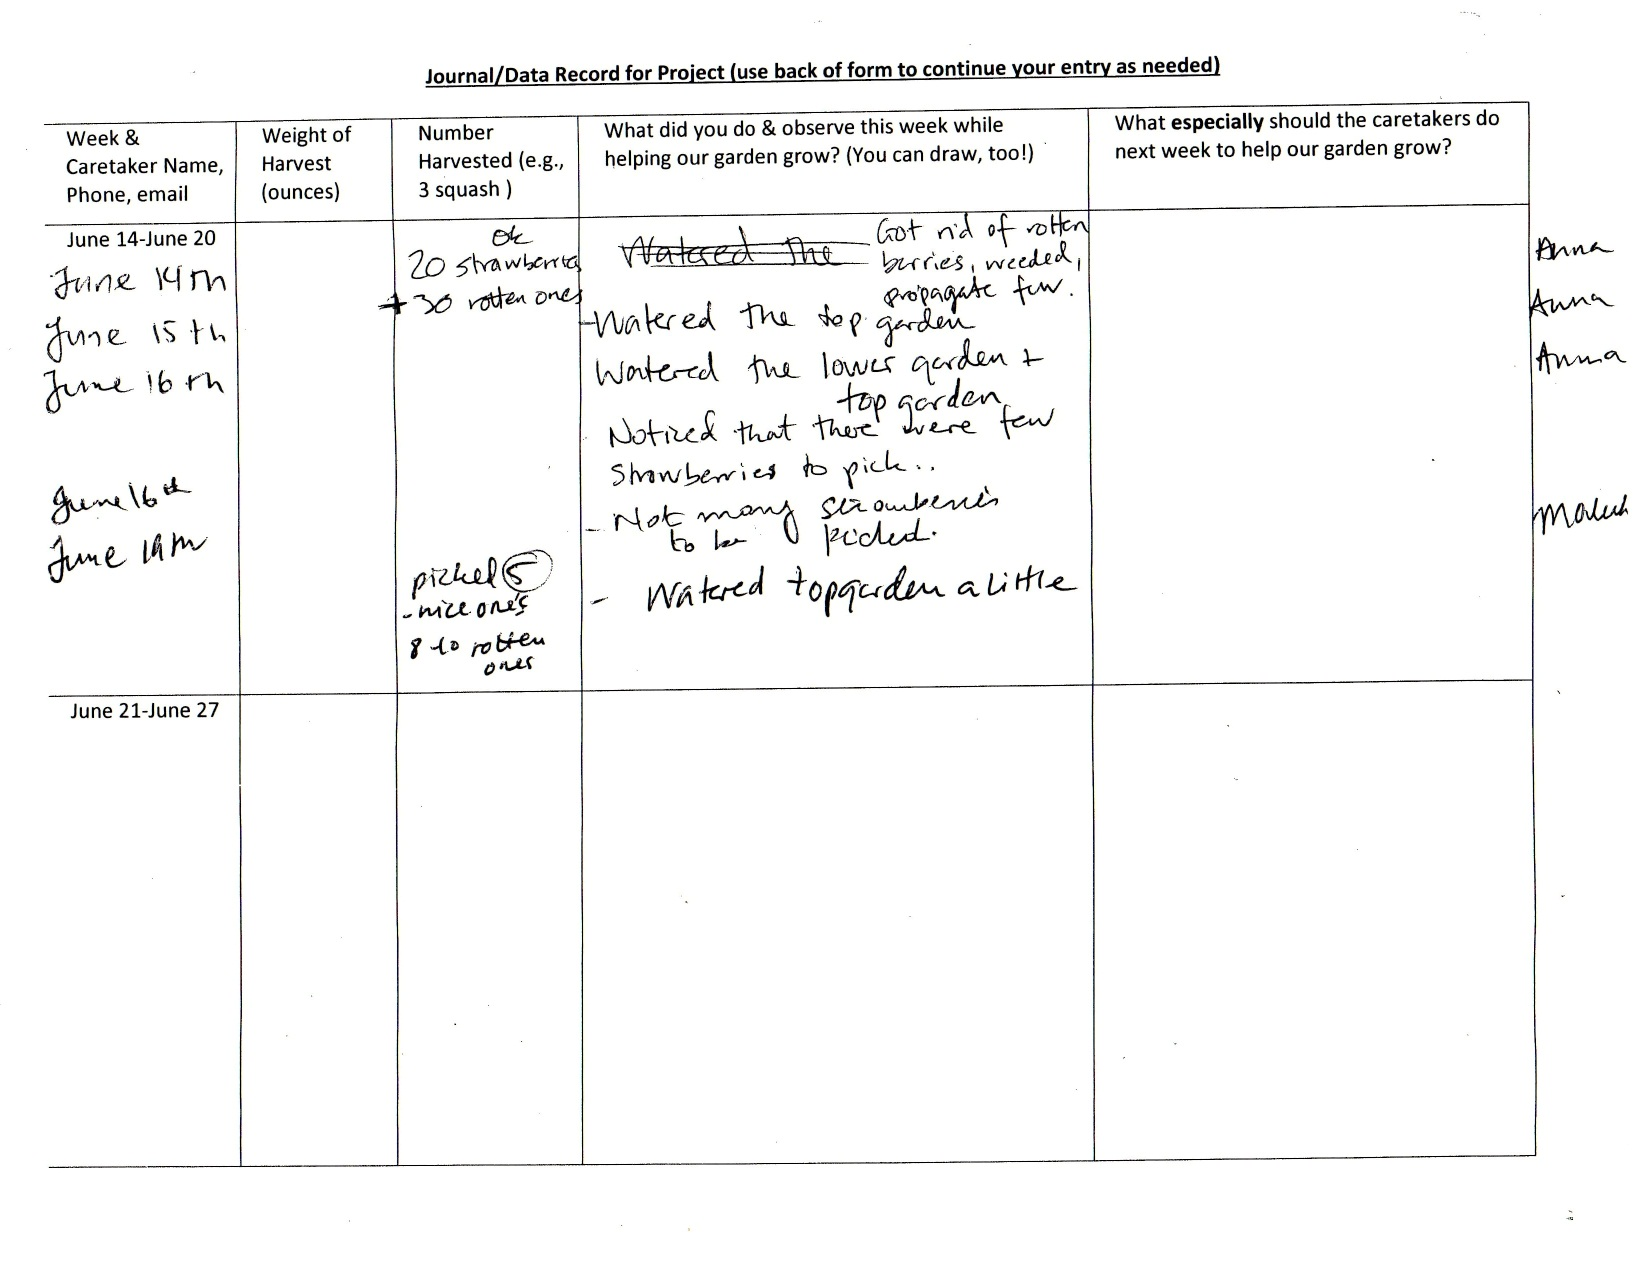 Journal/Data Record for Project (use back of form to continue your entry as needed)
Week &
Caretaker Name,
Phone, email
Weight of
Harvest
(ounces)
Number
Harvested (e.g.,
3 squash )
What did you do & observe this week while
helping our garden grow? (You can draw, too!)
What especially should the caretakers do
next week to help our garden grow?
June 14-June 20
June 14th
June 15th
June 16th
June 16th
June 19th
ok
20 strawberries
+ 30 rotten ones
picked 5
- nice one's
8 to rotten
ones
Watered the
Got rid of rotten
berries, weeded,
propagate few.
- Watered the top garden
Watered the lower garden +
top garden
Noticed that there were few
strawberries to pick..
- Not many strawberries
to be picked.
- Watered top garden a little
Anna
Anna
Anna
June 21-June 27